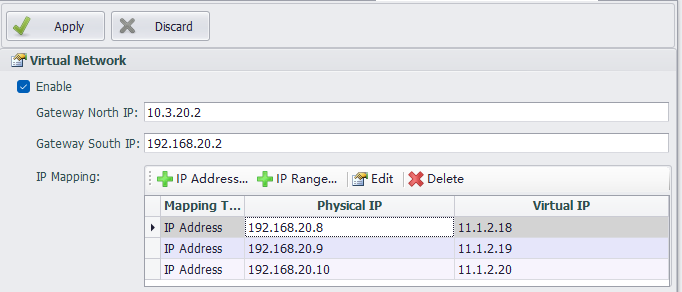 Apply Discard
Virtual Network
Enable
Gateway North IP: 10.3.20.2
Gateway South IP: 192.168.20.2
IP Mapping: IP Address... IP Range... Edit Delete
Mapping T... Physical IP Virtual IP
IP Address 192.168.20.8 11.1.2.18
IP Address 192.168.20.9 11.1.2.19
IP Address 192.168.20.10 11.1.2.20